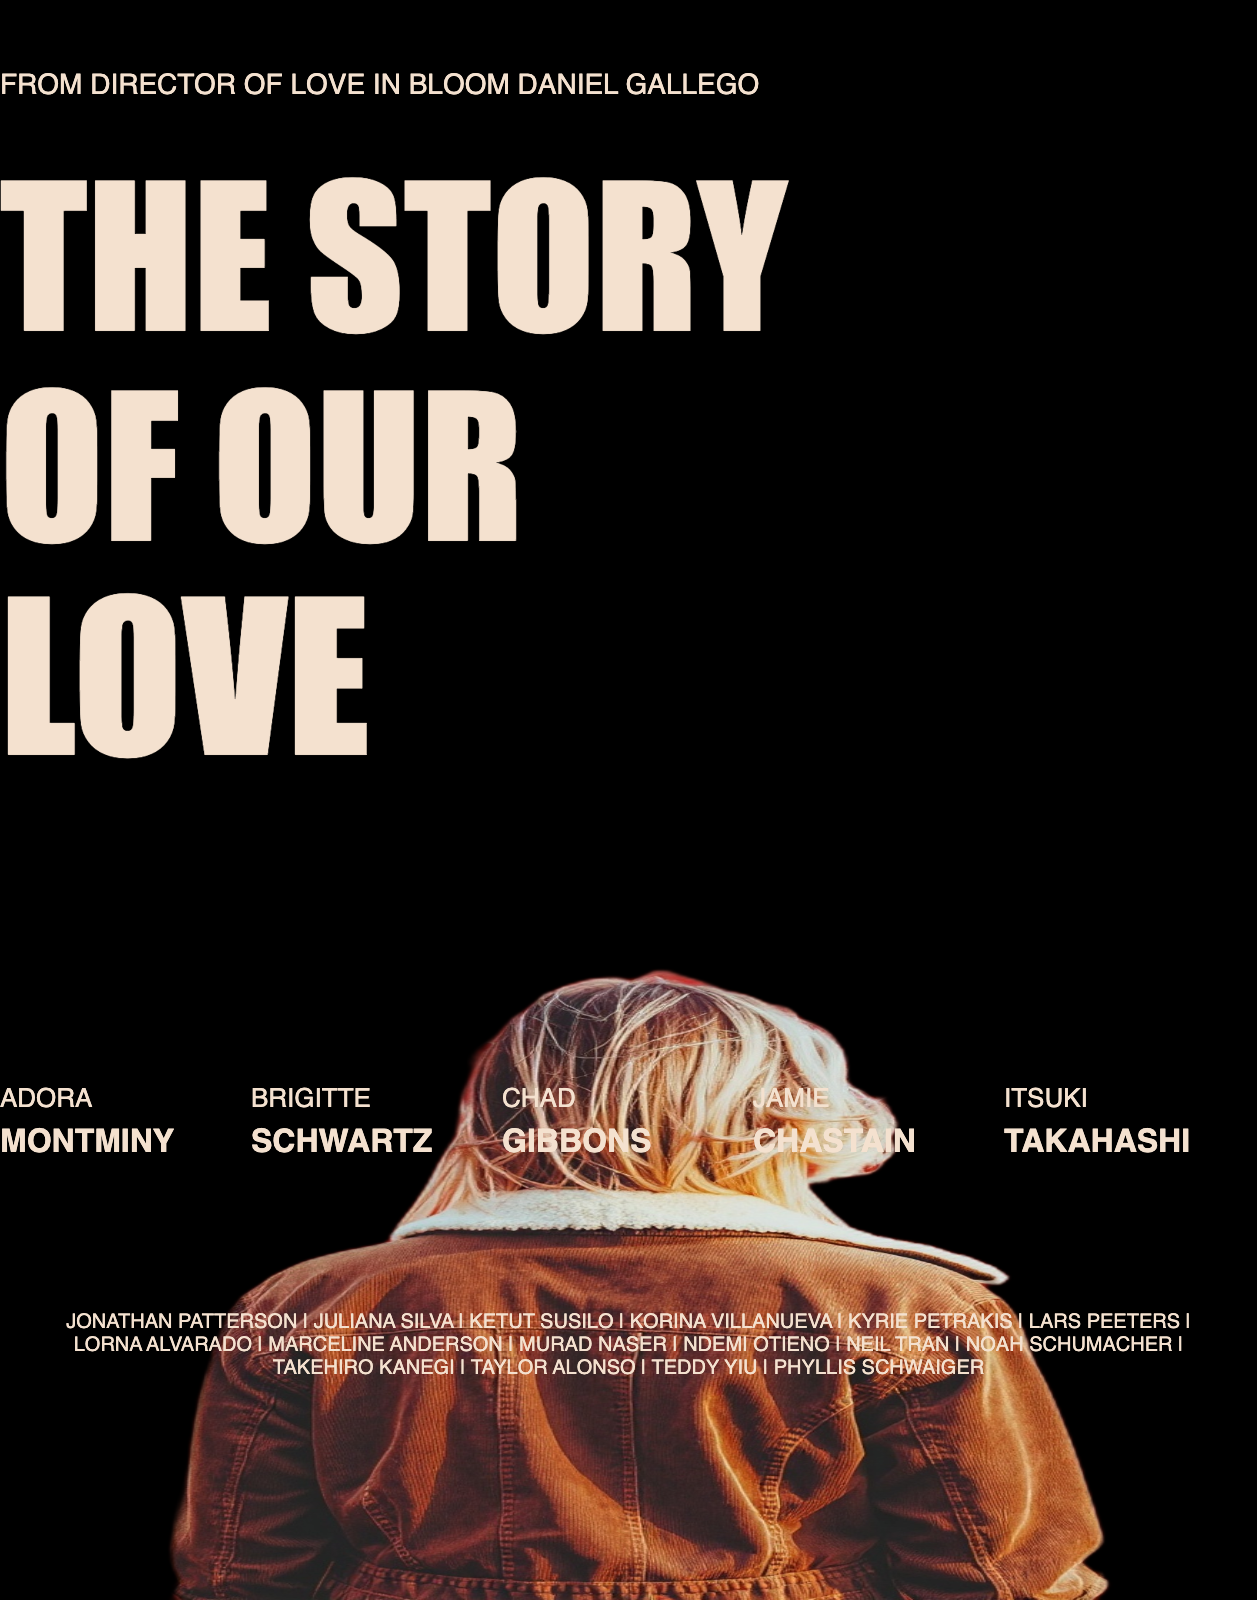 FROM DIRECTOR OF LOVE IN BLOOM DANIEL GALLEGO
THE STORY
OF OUR
LOVE
ADORA
MONTMINY
BRIGITTE
SCHWARTZ
CHAD
GIBBONS
JAMIE
CHASTAIN
ITSUKI
TAKAHASHI
JONATHAN PATTERSON | JULIANA SILVA | KETUT SUSILO | KORINA VILLANUEVA | KYRIE PETRAKIS | LARS PEETERS |
LORNA ALVARADO | MARCELINE ANDERSON | MURAD NASER | NDEMI OTIENO | NEIL TRAN | NOAH SCHUMACHER |
TAKEHIRO KANEGI | TAYLOR ALONSO | TEDDY YIU | PHYLLIS SCHWAIGER